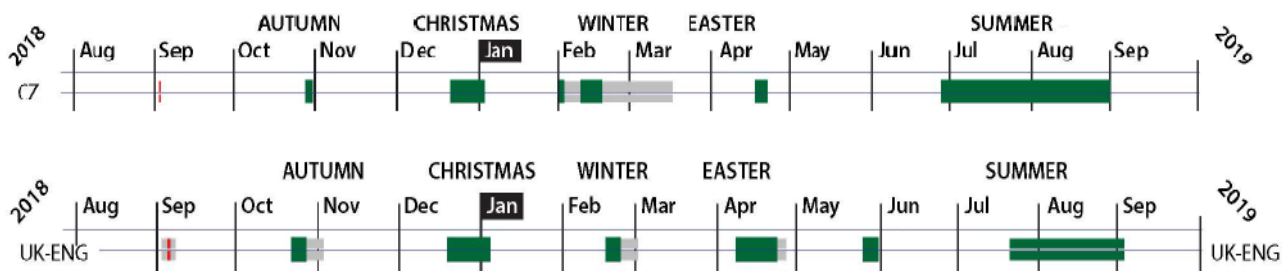 AUTUMN CHRISTMAS WINTER EASTER SUMMER
2018 Aug Sep Oct Nov Dec Jan Feb Mar Apr May Jun Jul Aug Sep 2019
CZ
AUTUMN CHRISTMAS WINTER EASTER SUMMER
2018 Aug Sep Oct Nov Dec Jan Feb Mar Apr May Jun Jul Aug Sep 2019
UK-ENG UK-ENG